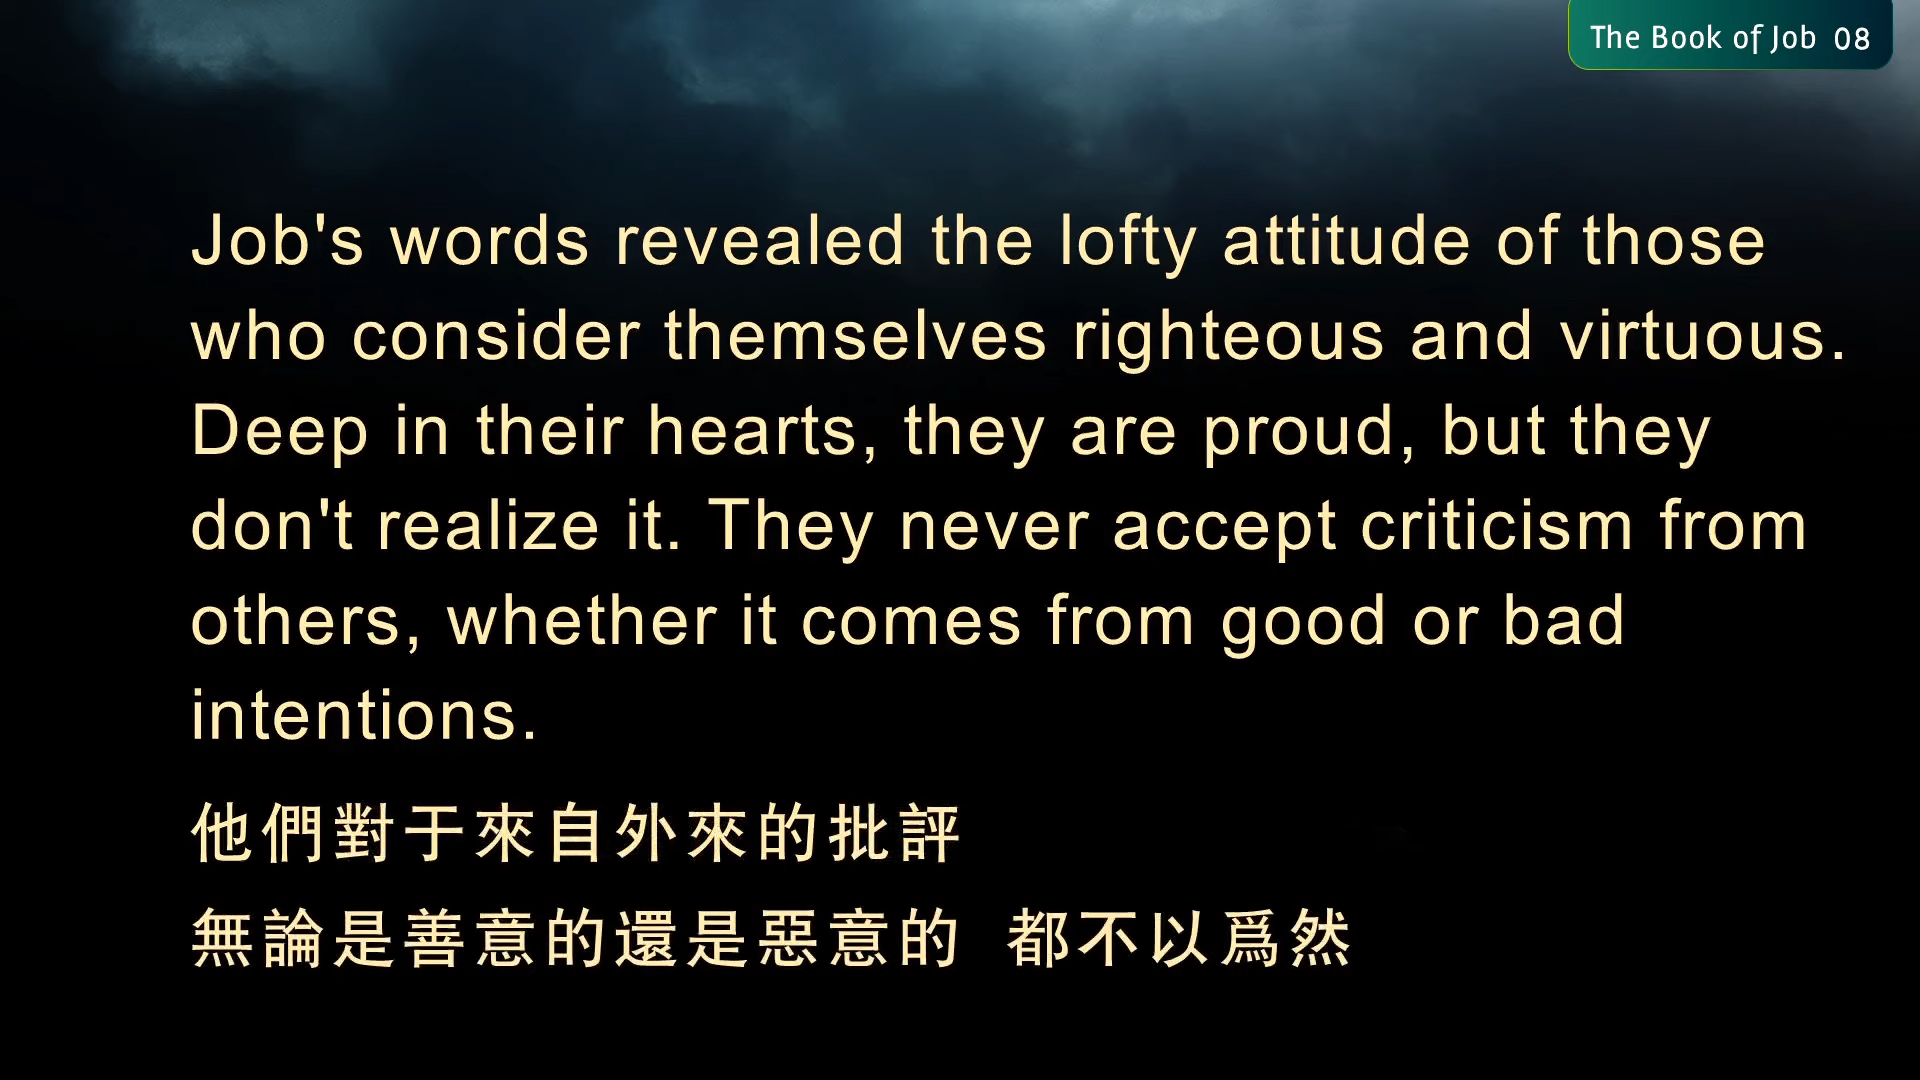 The Book of Job 08
Job's words revealed the lofty attitude of those
who consider themselves righteous and virtuous.
Deep in their hearts, they are proud, but they
don't realize it. They never accept criticism from
others, whether it comes from good or bad
intentions.
他們對于來自外來的批評
無論是善意的還是惡意的 都不以爲然